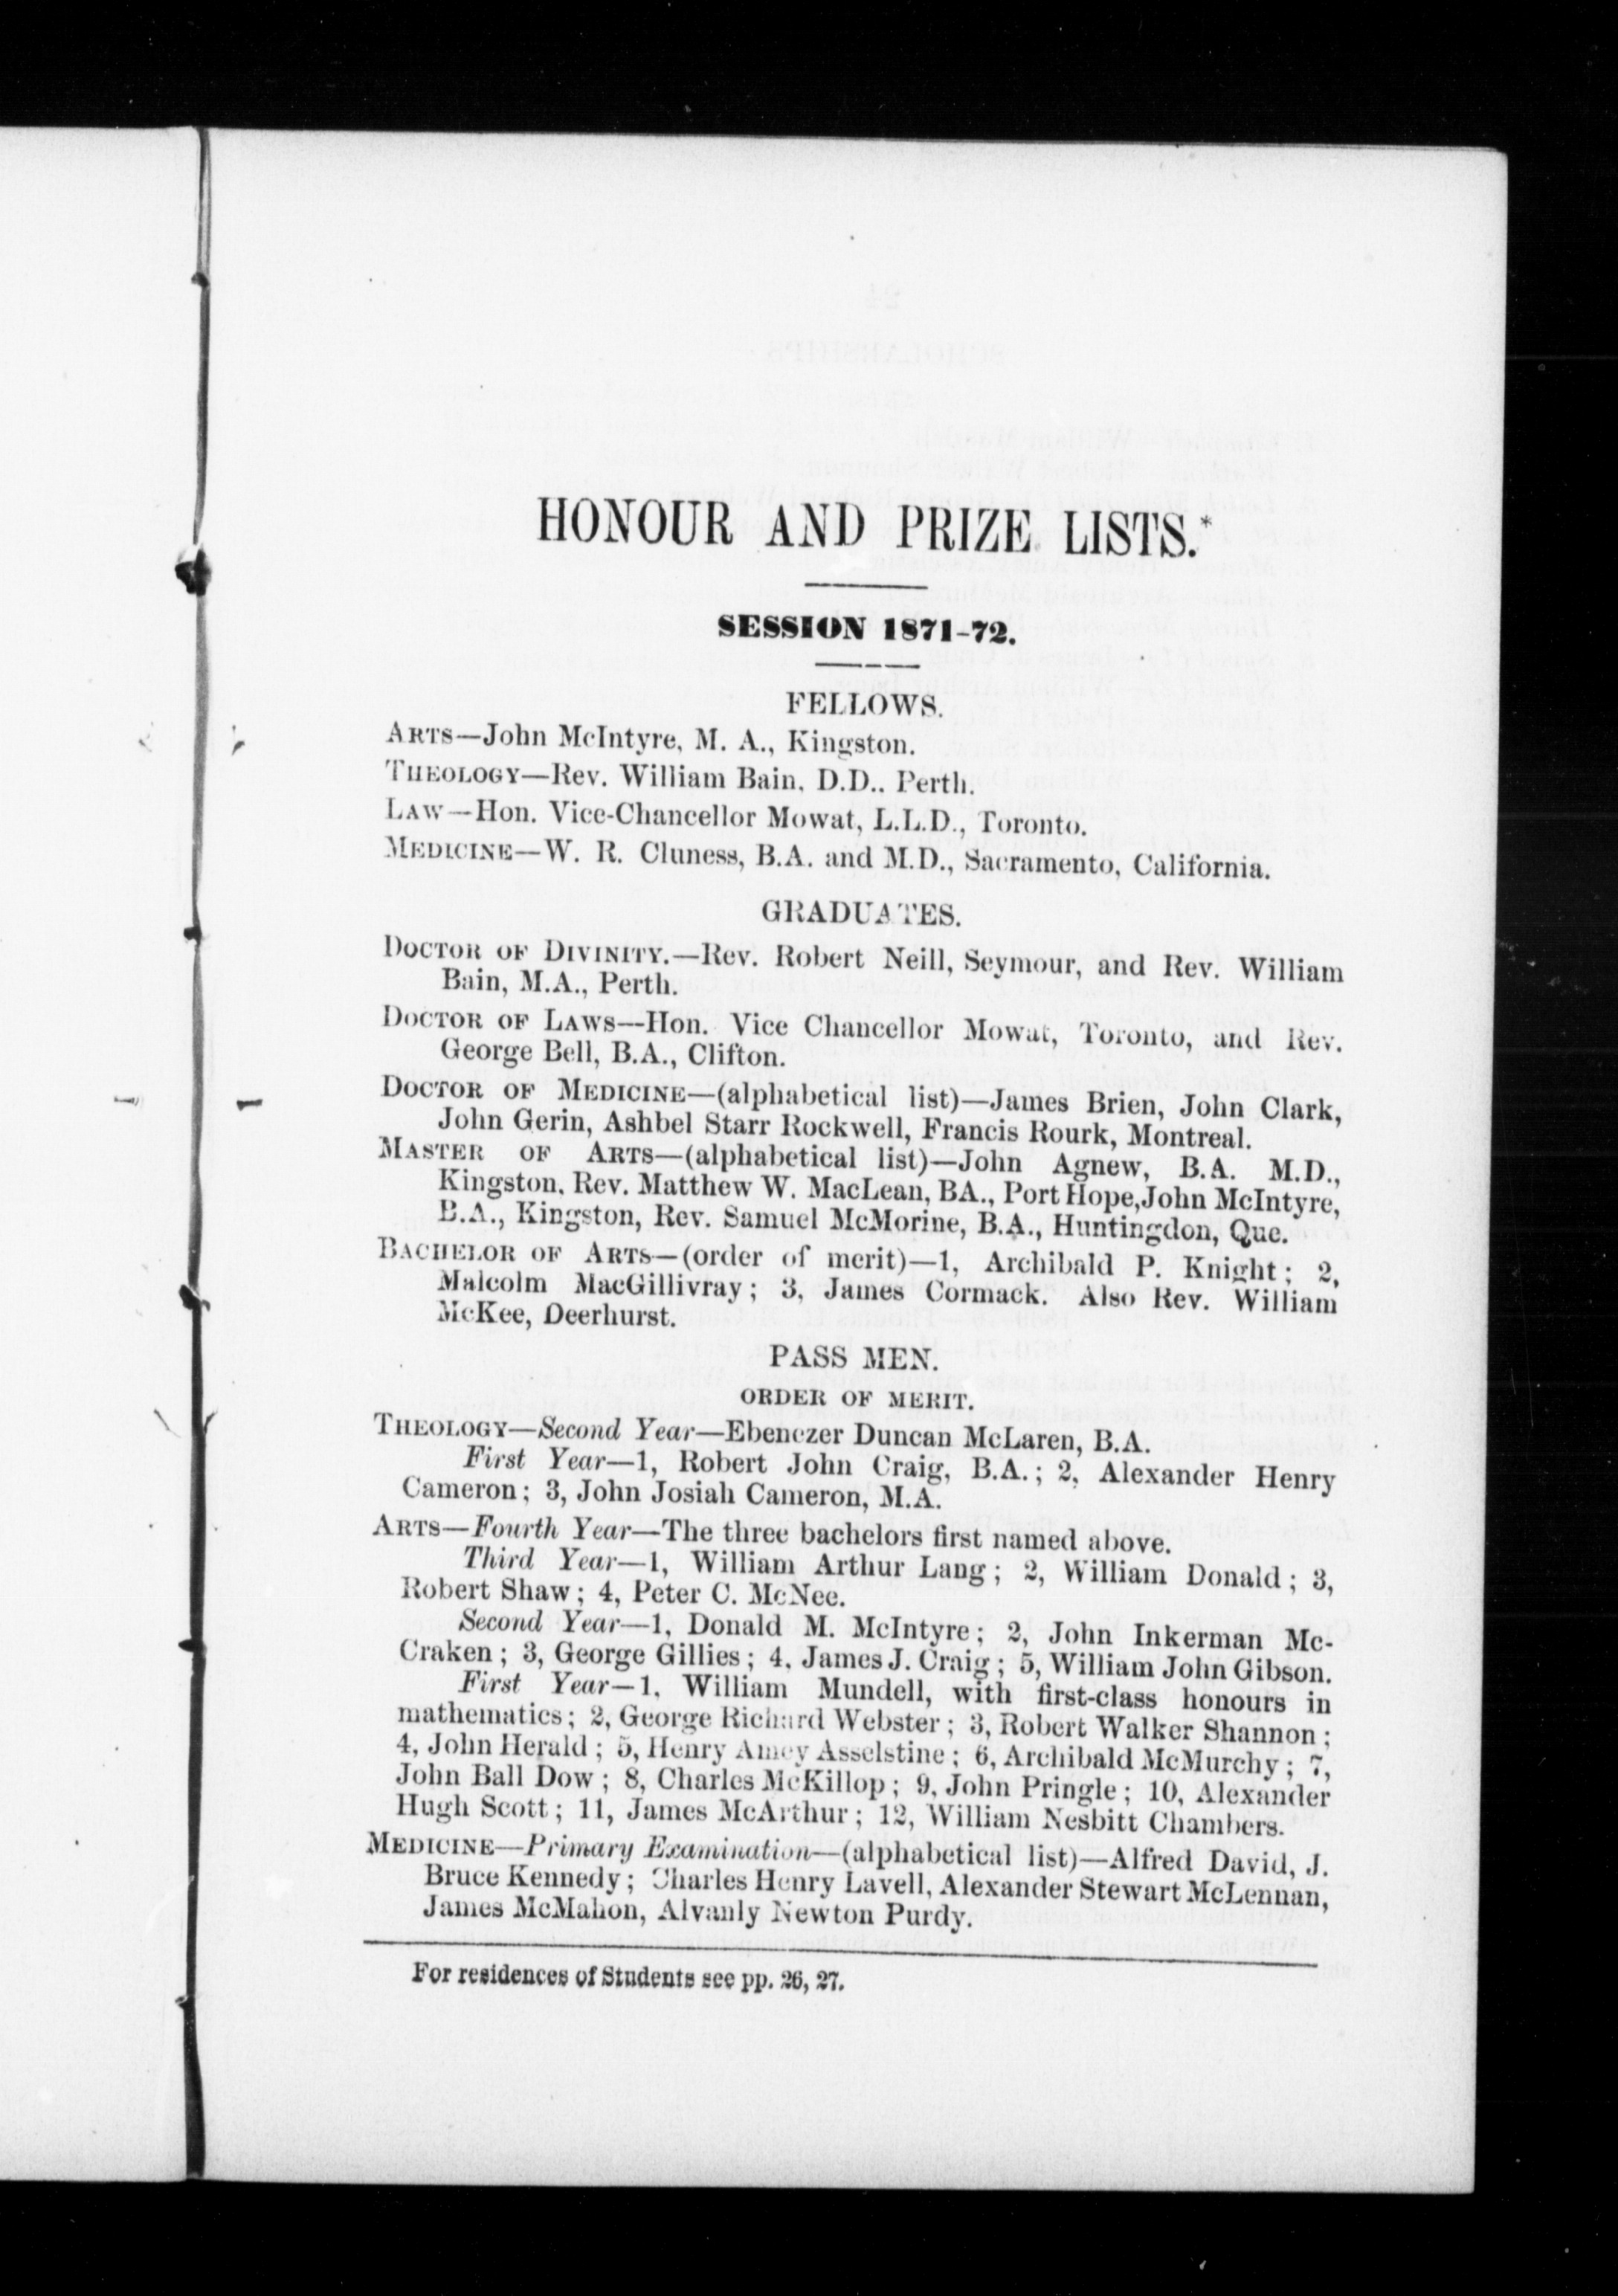 HONOUR AND PRIZE LISTS.*
SESSION 1871-72.
FELLOWS.
ARTS—John McIntyre, M. A., Kingston.
THEOLOGY—Rev. William Bain, D.D.. Perth.
LAW—Hon. Vice-Chancellor Mowat, L.L.D., Toronto.
MEDICINE—W. R. Cluness, B.A. and M.D., Sacramento, California.
GRADUATES.
DOCTOR OF DIVINITY.—Rev. Robert Neill, Seymour, and Rev. William
Bain, M.A., Perth.
DOCTOR OF LAWS—Hon. Vice Chancellor Mowat, Toronto, and Rev.
George Bell, B.A., Clifton.
DOCTOR OF MEDICINE—(alphabetical list)—James Brien, John Clark,
John Gerin, Ashbel Starr Rockwell, Francis Rourk, Montreal.
MASTER OF ARTS—(alphabetical list)—John Agnew, B.A. M.D.,
Kingston, Rev. Matthew W. MacLean, BA., Port Hope,John McIntyre,
B.A., Kingston, Rev. Samuel McMorine, B.A., Huntingdon, Que.
BACHELOR OF ARTS—(order of merit)—1, Archibald P. Knight; 2,
Malcolm MacGillivray; 3, James Cormack. Also Rev. William
McKee, Deerhurst.
PASS MEN.
ORDER OF MERIT.
THEOLOGY—Second Year—Ebenezer Duncan McLaren, B.A.
First Year—1, Robert John Craig, B.A.; 2, Alexander Henry
Cameron; 3, John Josiah Cameron, M.A.
ARTS—Fourth Year—The three bachelors first named above.
Third Year—1, William Arthur Lang; 2, William Donald; 3,
Robert Shaw; 4, Peter C. McNee.
Second Year—1, Donald M. McIntyre; 2, John Inkerman Mc-
Craken; 3, George Gillies; 4, James J. Craig; 5, William John Gibson.
First Year—1, William Mundell, with first-class honours in
mathematics; 2, George Richard Webster; 3, Robert Walker Shannon;
4, John Herald; 5, Henry Amey Asselstine; 6, Archibald McMurchy; 7,
John Ball Dow; 8, Charles McKillop; 9, John Pringle; 10, Alexander
Hugh Scott; 11, James McArthur; 12, William Nesbitt Chambers.
MEDICINE—Primary Examination—(alphabetical list)—Alfred David, J.
Bruce Kennedy; Charles Henry Lavell, Alexander Stewart McLennan,
James McMahon, Alvanly Newton Purdy.
For residences of Students see pp. 26, 27.